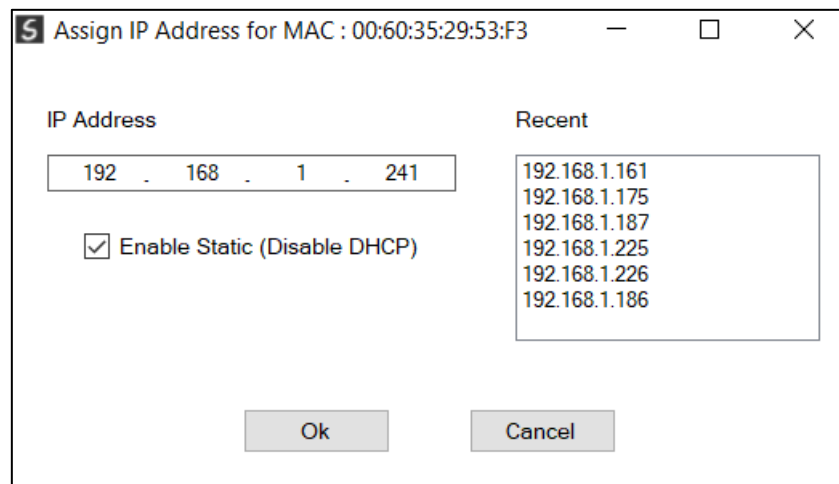 S Assign IP Address for MAC : 00:60:35:29:53:F3
IP Address
192 . 168 . 1 . 241
Enable Static (Disable DHCP)
Recent
192.168.1.161
192.168.1.175
192.168.1.187
192.168.1.225
192.168.1.226
192.168.1.186
Ok
Cancel